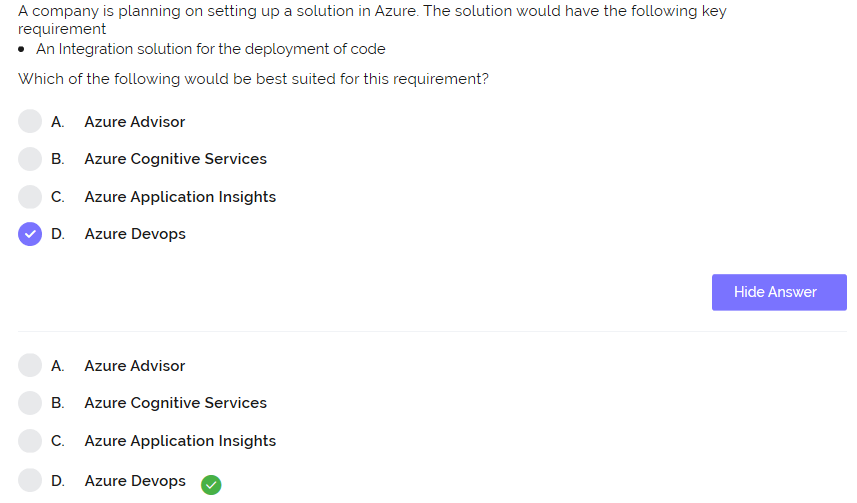 A company is planning on setting up a solution in Azure. The solution would have the following key
requirement
• An Integration solution for the deployment of code
Which of the following would be best suited for this requirement?
A. Azure Advisor
B. Azure Cognitive Services
C. Azure Application Insights
D. Azure Devops
Hide Answer
A. Azure Advisor
B. Azure Cognitive Services
C. Azure Application Insights
D. Azure Devops